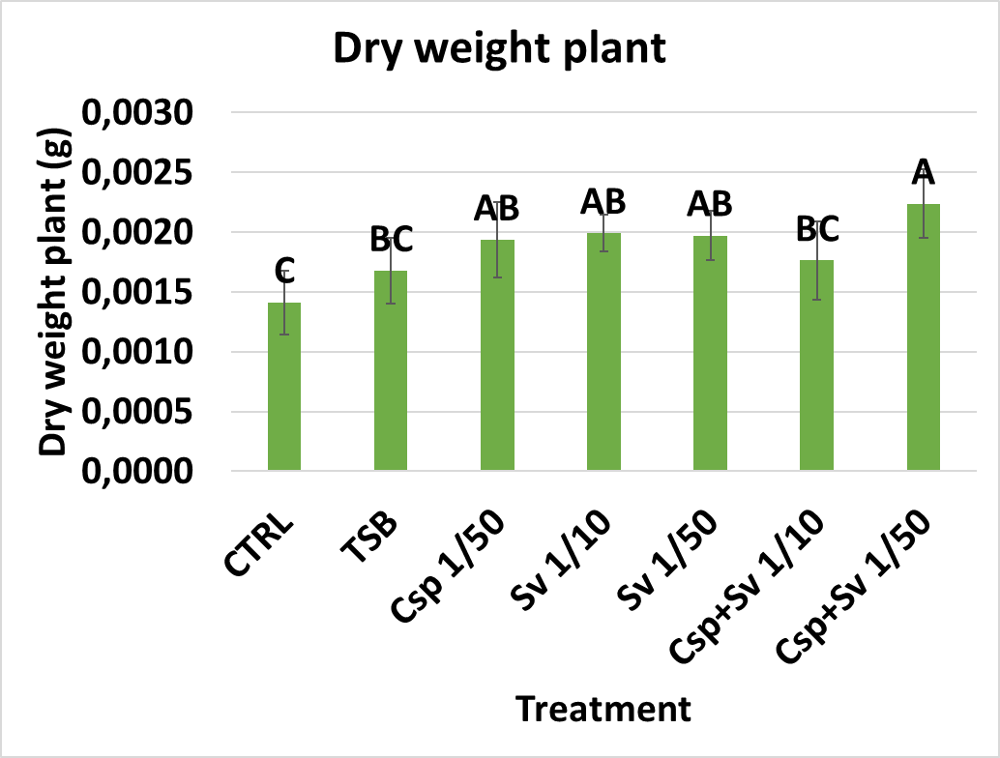 Dry weight plant
Dry weight plant (g)
0,0030
0,0025
0,0020
0,0015
0,0010
0,0005
0,0000
C
BC
AB
AB
AB
BC
A
CTRL
TSB
Csp 1/50
Sv 1/10
Sv 1/50
Csp+Sv 1/10
Csp+Sv 1/50
Treatment